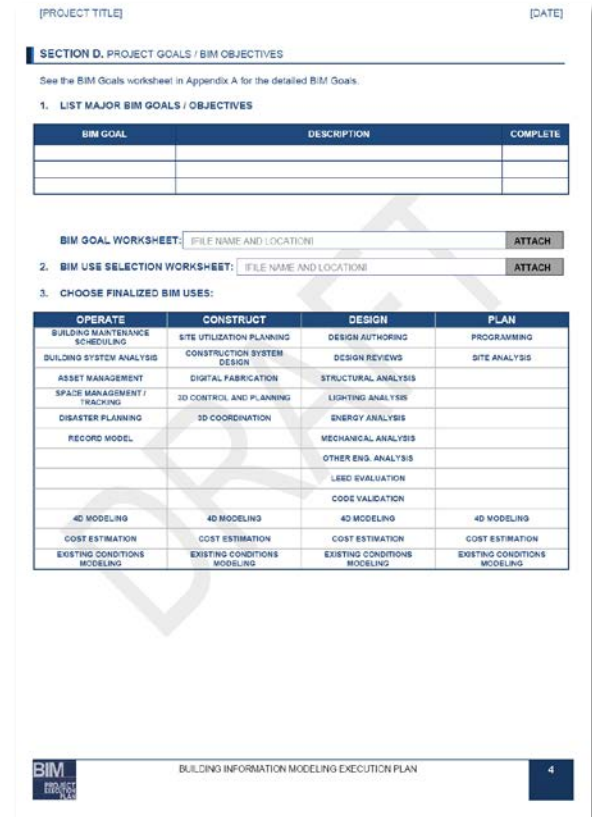 [PROJECT TITLE] [DATE]
SECTION D. PROJECT GOALS / BIM OBJECTIVES
See the BIM Goals worksheet in Appendix A for the detailed BIM Goals.
1. LIST MAJOR BIM GOALS / OBJECTIVES
BIM GOAL DESCRIPTION COMPLETE
BIM GOAL WORKSHEET: [FILE NAME AND LOCATION] ATTACH
2. BIM USE SELECTION WORKSHEET: [FILE NAME AND LOCATION] ATTACH
3. CHOOSE FINALIZED BIM USES:
OPERATE CONSTRUCT DESIGN PLAN
BUILDING MAINTENANCE SCHEDULING SITE UTILIZATION PLANNING DESIGN AUTHORING PROGRAMMING
BUILDING SYSTEM ANALYSIS CONSTRUCTION SYSTEM DESIGN DESIGN REVIEWS SITE ANALYSIS
ASSET MANAGEMENT DIGITAL FABRICATION STRUCTURAL ANALYSIS
SPACE MANAGEMENT / TRACKING 3D CONTROL AND PLANNING LIGHTING ANALYSIS
DISASTER PLANNING 3D COORDINATION ENERGY ANALYSIS
RECORD MODEL MECHANICAL ANALYSIS
OTHER ENG. ANALYSIS
LEED EVALUATION
CODE VALIDATION
4D MODELING 4D MODELING 4D MODELING 4D MODELING
COST ESTIMATION COST ESTIMATION COST ESTIMATION COST ESTIMATION
EXISTING CONDITIONS MODELING EXISTING CONDITIONS MODELING EXISTING CONDITIONS MODELING EXISTING CONDITIONS MODELING
DRAFT
BIM
PROJECT
EXECUTION
PLAN
BUILDING INFORMATION MODELING EXECUTION PLAN 4